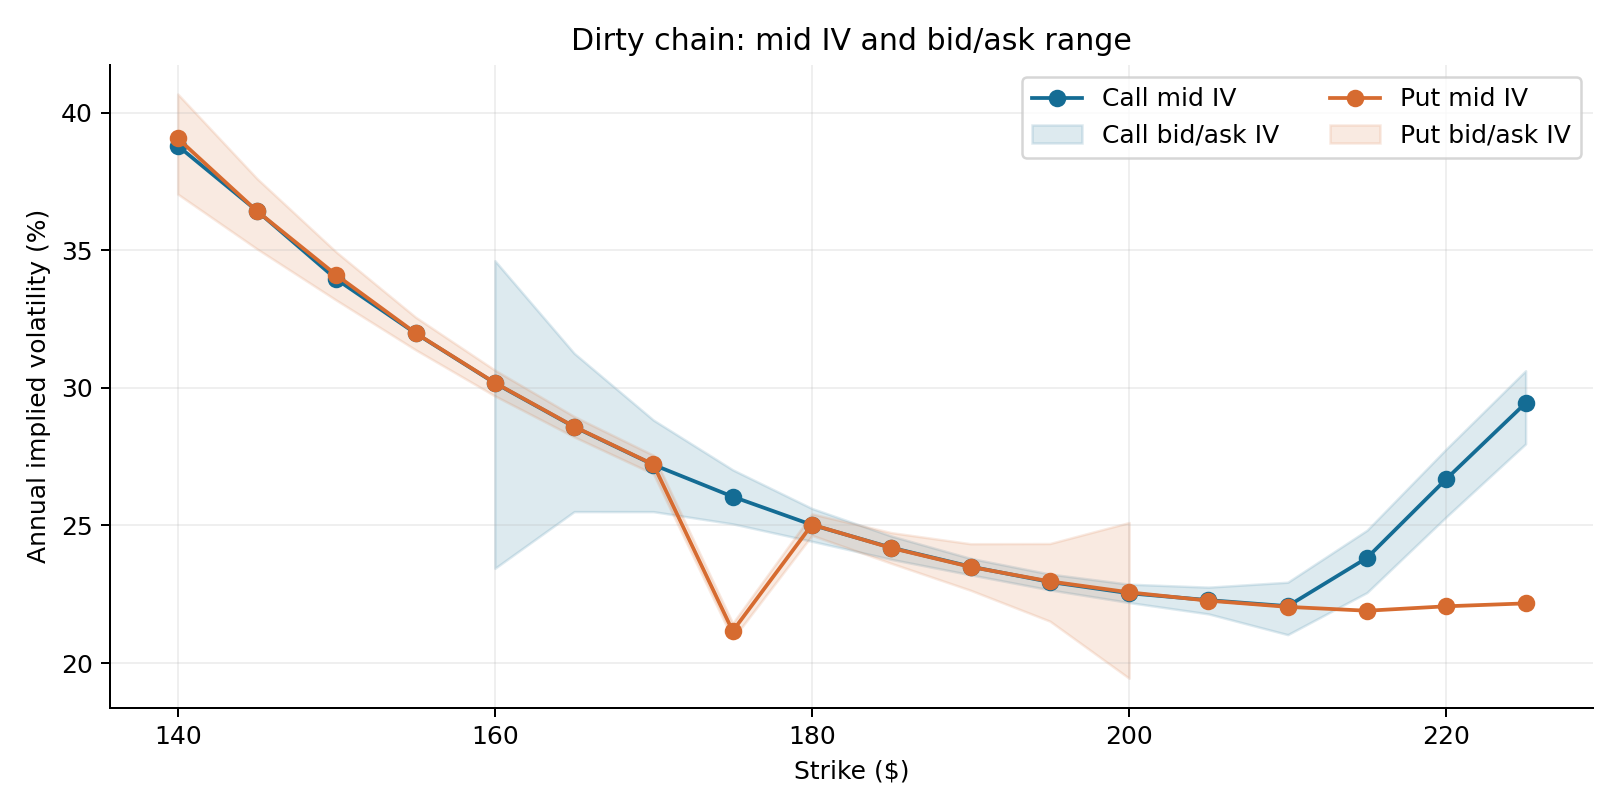 Dirty chain: mid IV and bid/ask range
Call mid IV
Call bid/ask IV
Put mid IV
Put bid/ask IV
Annual implied volatility (%)
40
35
30
25
20
140
160
180
200
220
Strike ($)